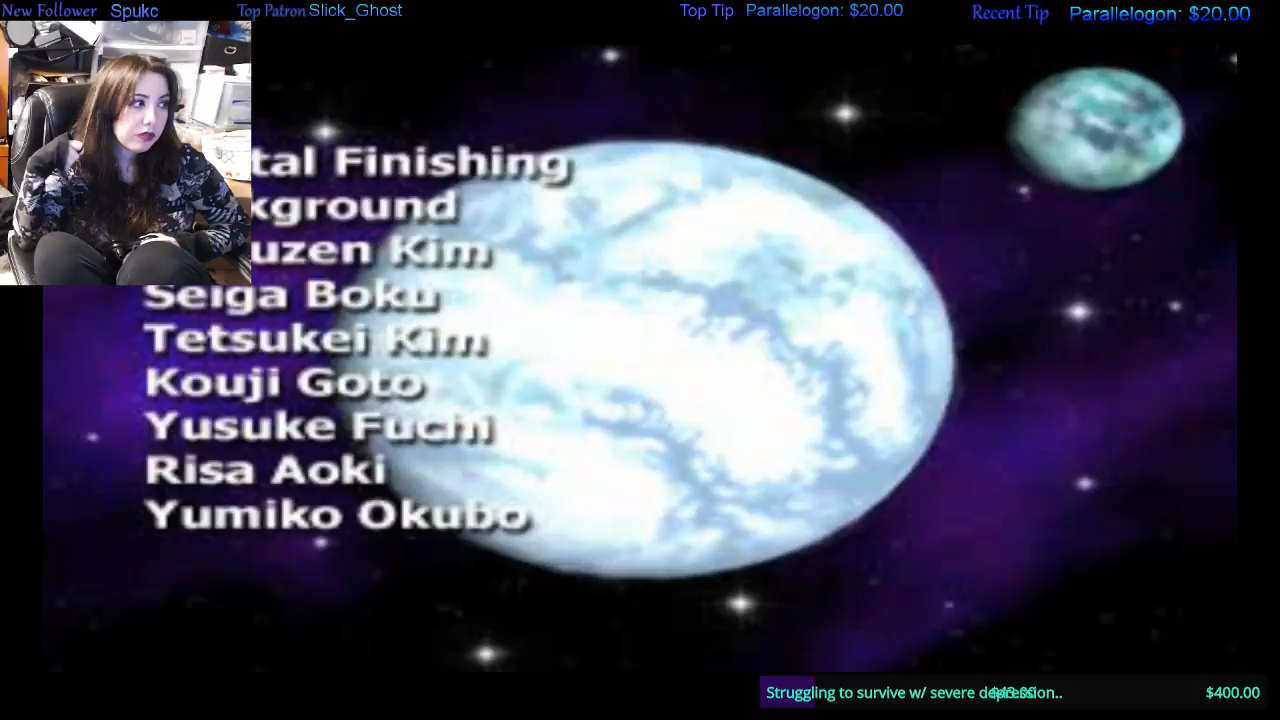 New Follower Spukc Top Patron Slick_Ghost Top Tip Parallelogon: $20.00 Recent Tip Parallelogon: $20.00
tal Finishing
kground
uzen Kim
Seiga Boku
Tetsukei Kim
Kouji Goto
Yusuke Fuchi
Risa Aoki
Yumiko Okubo
Struggling to survive w/ severe depression.. $400.00